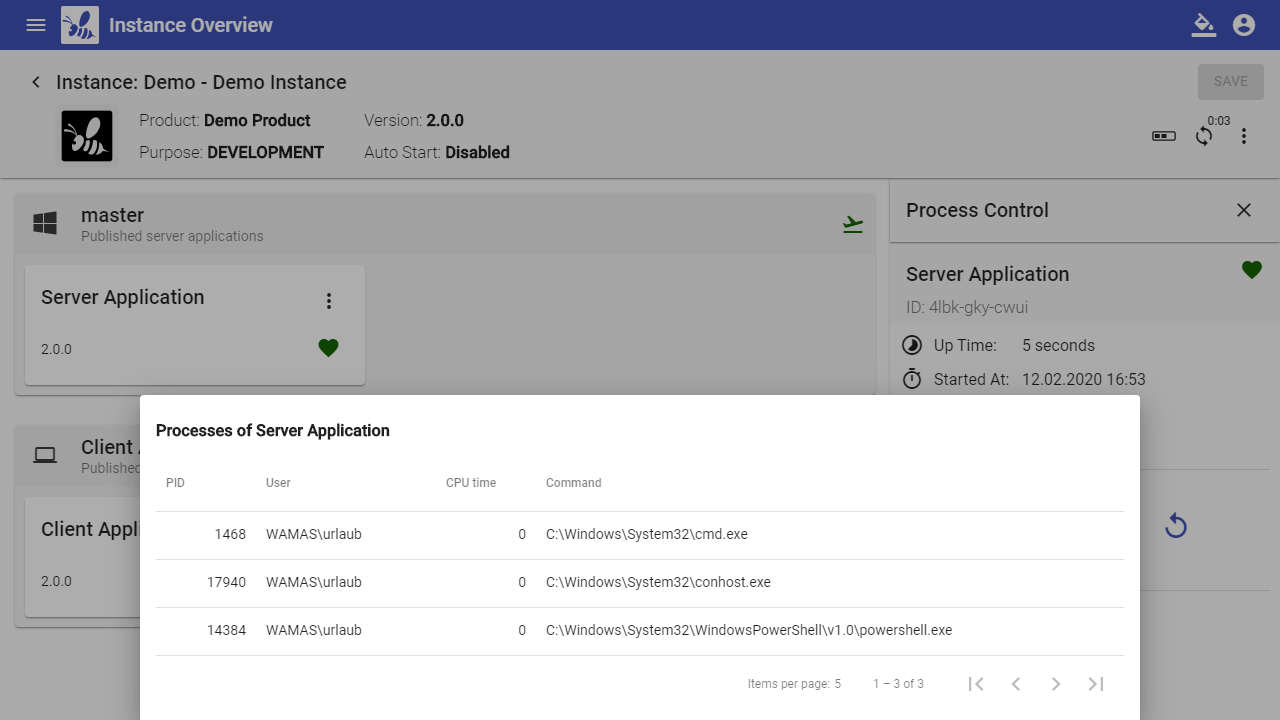 Instance Overview
Instance: Demo - Demo Instance
SAVE
Product: Demo Product Version: 2.0.0
0:03
Purpose: DEVELOPMENT Auto Start: Disabled
master
Published server applications
Server Application
2.0.0
Process Control
Server Application
ID: 4lbk-gky-cwui
Up Time: 5 seconds
Started At: 12.02.2020 16:53
Client
Published
Client Appl
2.0.0
Processes of Server Application
PID User CPU time Command
1468 WAMAS\urlaub 0 C:\Windows\System32\cmd.exe
17940 WAMAS\urlaub 0 C:\Windows\System32\conhost.exe
14384 WAMAS\urlaub 0 C:\Windows\System32\WindowsPowerShell\v1.0\powershell.exe
Items per page: 5 1 – 3 of 3